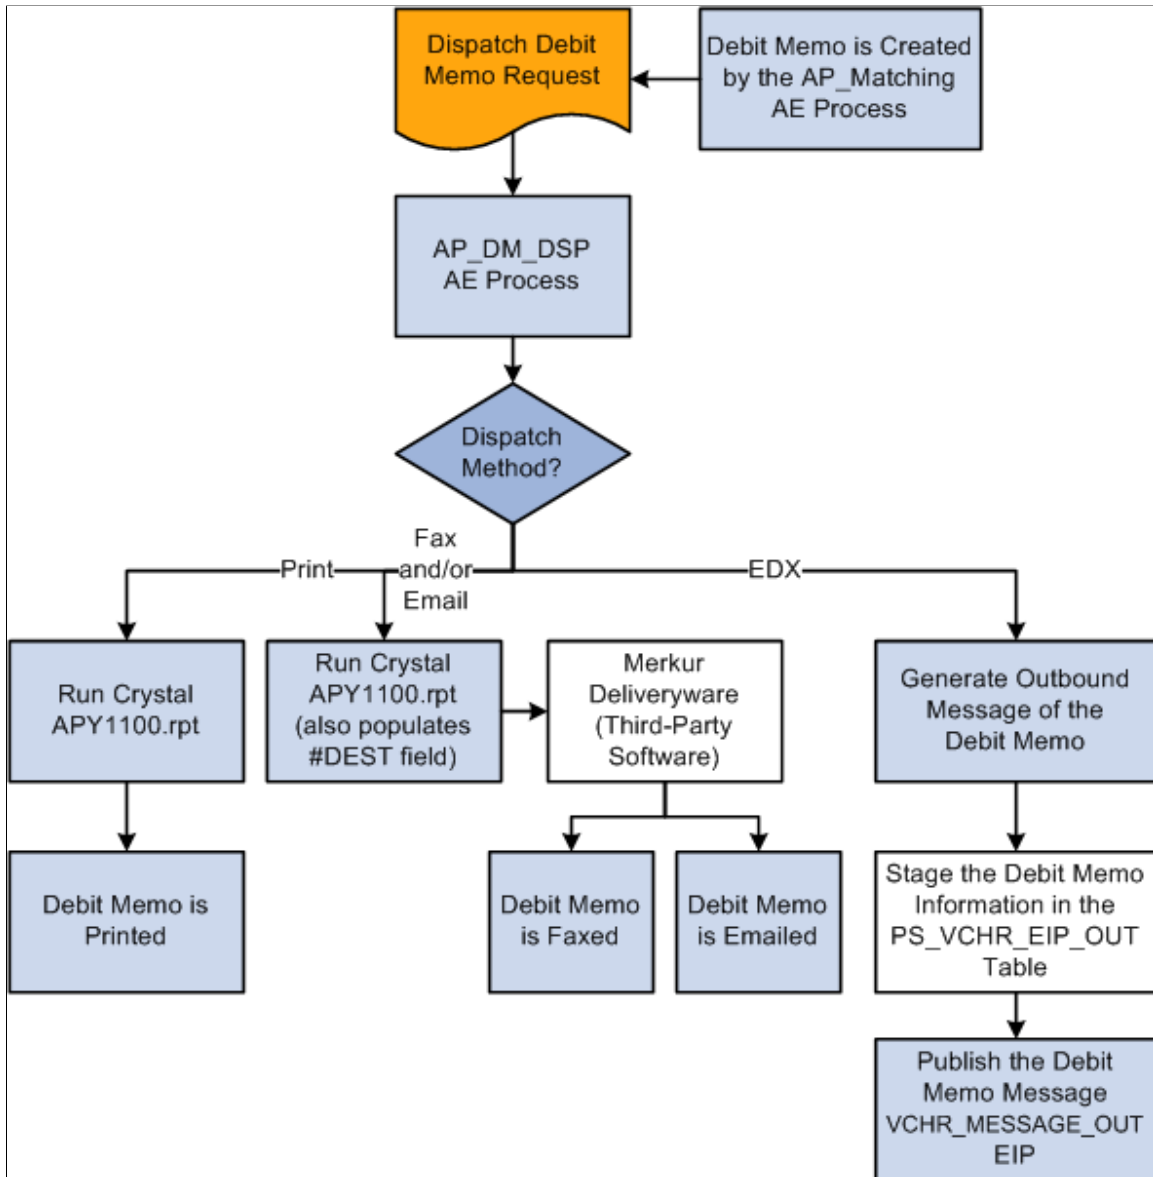 Dispatch Debit
Memo Request
Debit Memo is Created
by the AP_Matching
AE Process
AP_DM_DSP
AE Process
Dispatch
Method?
Print
Fax
and/or
Email
EDX
Run Crystal
APY1100.rpt
Run Crystal
APY1100.rpt
(also populates
#DEST field)
Merkur
Deliveryware
(Third-Party
Software)
Generate Outbound
Message of the
Debit Memo
Debit Memo is
Printed
Debit Memo
is Faxed
Debit Memo
is Emailed
Stage the Debit Memo
Information in the
PS_VCHR_EIP_OUT
Table
Publish the Debit
Memo Message
VCHR_MESSAGE_OUT
EIP